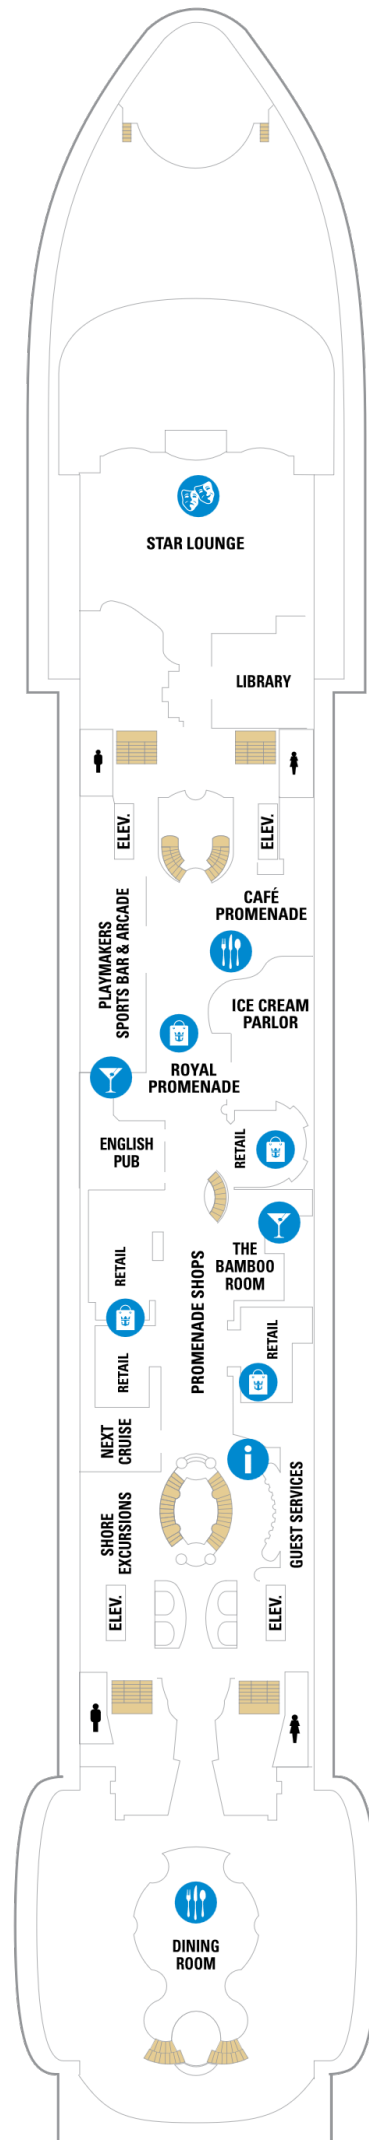 STAR LOUNGE
LIBRARY
ELEV.
ELEV.
CAFÉ
PROMENADE
PLAYMAKERS
SPORTS BAR & ARCADE
ICE CREAM
PARLOR
ROYAL
PROMENADE
ENGLISH
PUB
RETAIL
THE
BAMBOO
ROOM
RETAIL
PROMENADE SHOPS
RETAIL
RETAIL
NEXT
CRUISE
SHORE
EXCURSIONS
GUEST SERVICES
ELEV.
ELEV.
DINING
ROOM